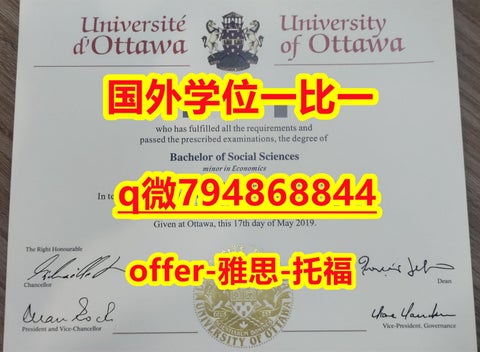 Université
d'Ottawa
University
of Ottawa
国外学位一比一
who has fulfilled all the requirements and
passed the prescribed examinations, the degree of
Bachelor of Social Sciences
minor in Economics
q微794868844
In te
Given at Ottawa, this 17th day of May 2019.
offer-雅思-托福
The Right Honourable
Chancellor
Dean
President and Vice-Chancellor
Vice-President, Governance
UNIVERSITY OF OTTAWA